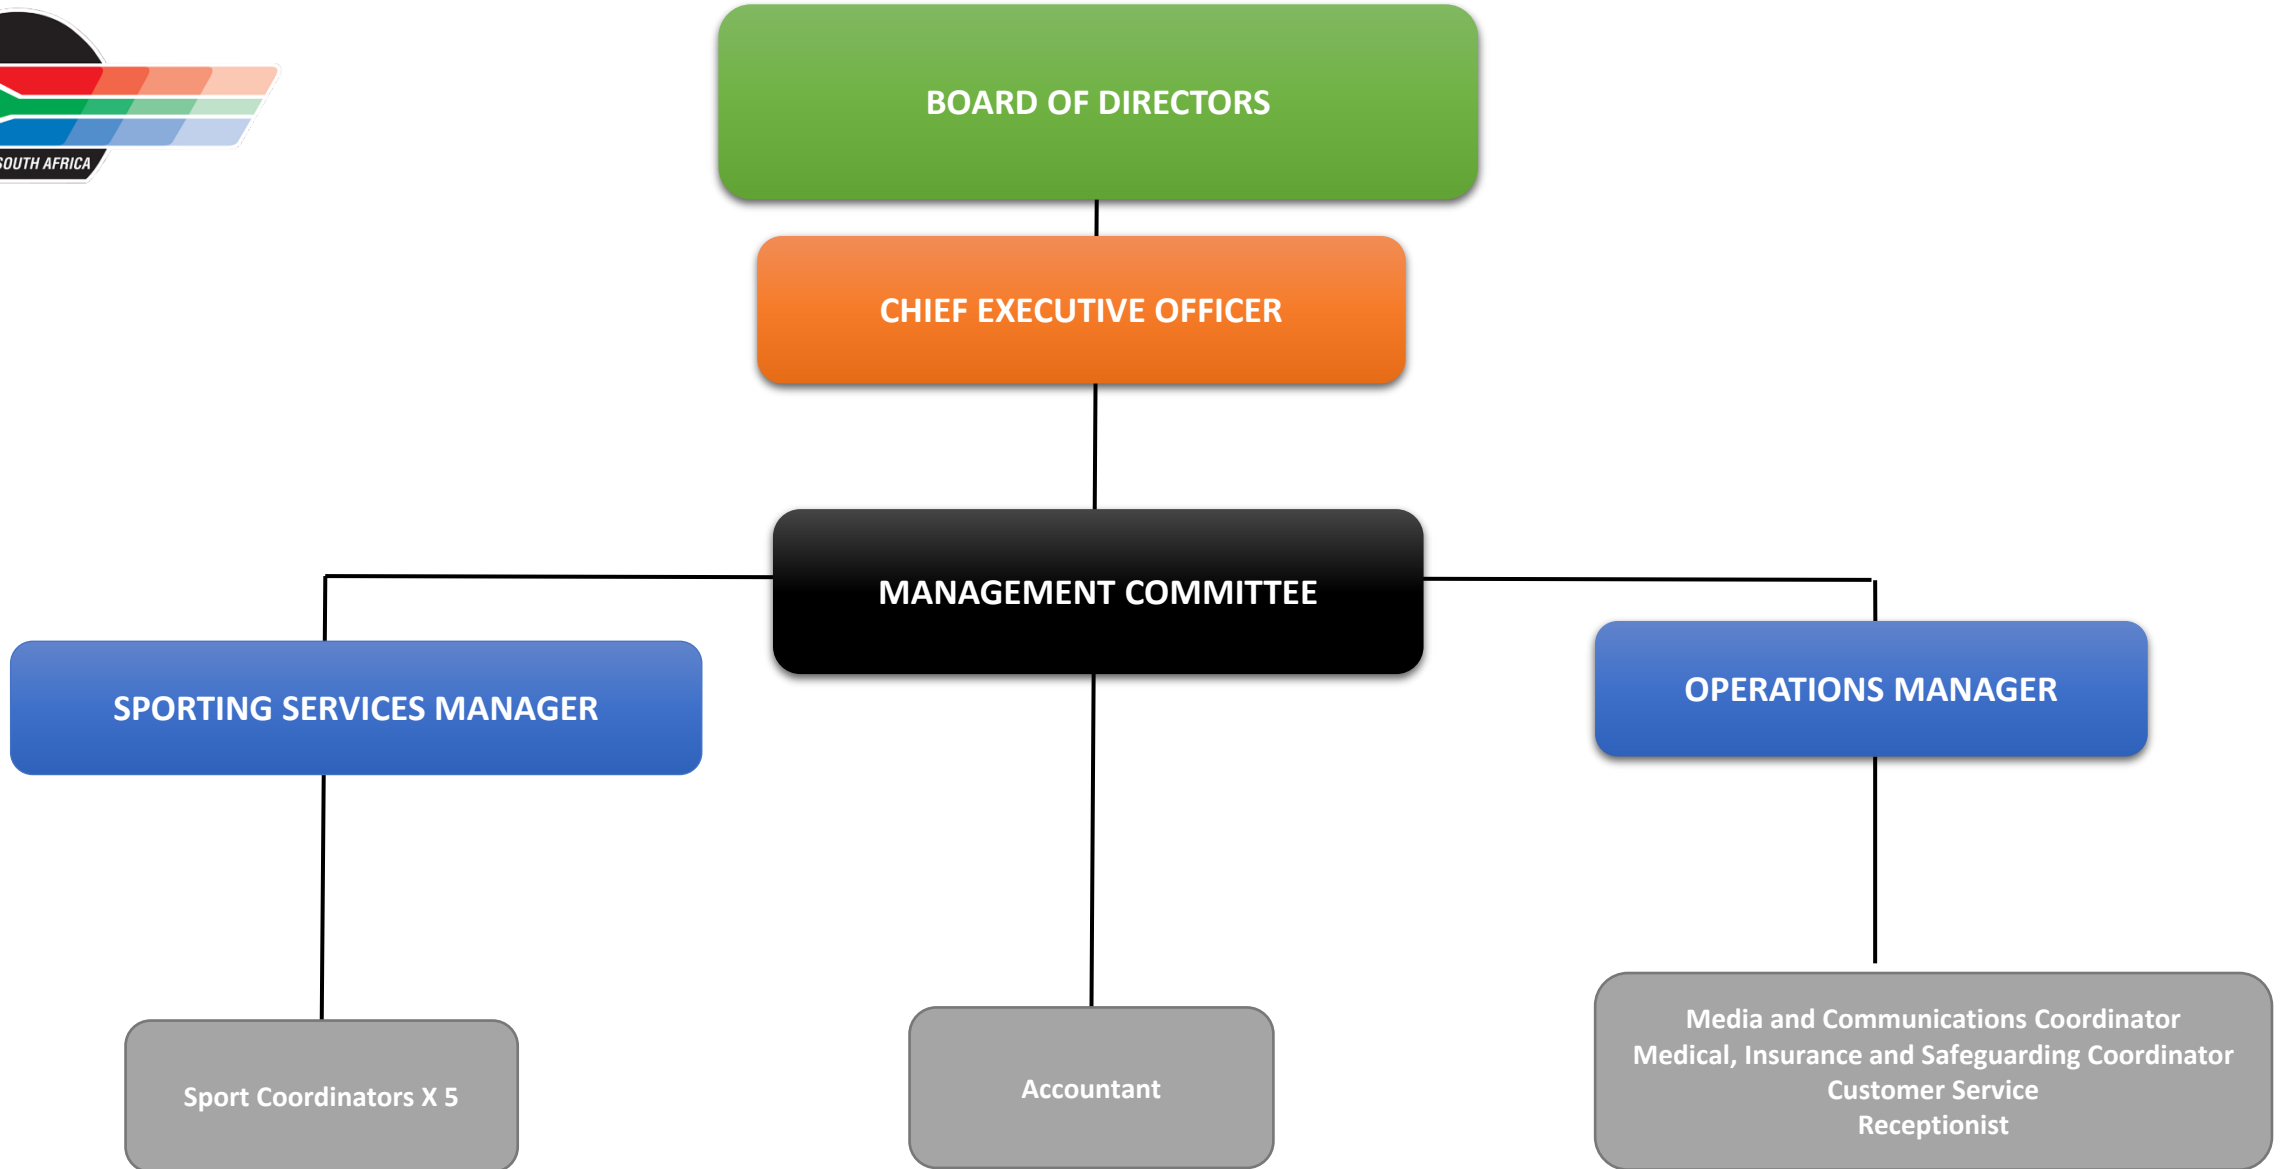 SOUTH AFRICA
BOARD OF DIRECTORS
CHIEF EXECUTIVE OFFICER
MANAGEMENT COMMITTEE
SPORTING SERVICES MANAGER
OPERATIONS MANAGER
Sport Coordinators X 5
Accountant
Media and Communications Coordinator
Medical, Insurance and Safeguarding Coordinator
Customer Service
Receptionist